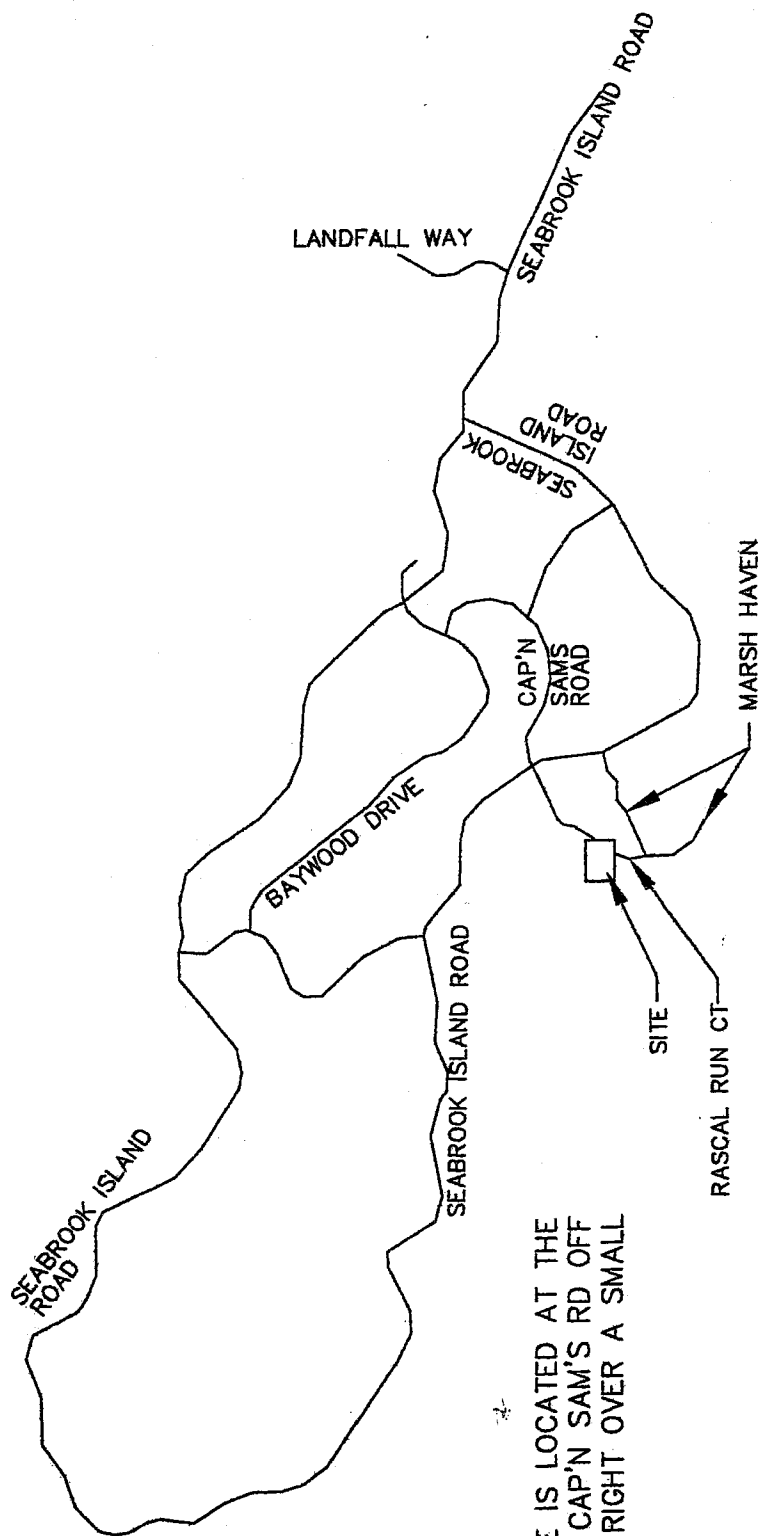 LANDFALL WAY
SEABROOK ISLAND ROAD
SEABROOK
ISLAND
ROAD
CAP'N
SAMS
ROAD
MARSH HAVEN
BAYWOOD DRIVE
SEABROOK ISLAND ROAD
SITE
RASCAL RUN CT
SEABROOK ISLAND
ROAD
IS LOCATED AT THE
CAP'N SAM'S RD OFF
RIGHT OVER A SMALL